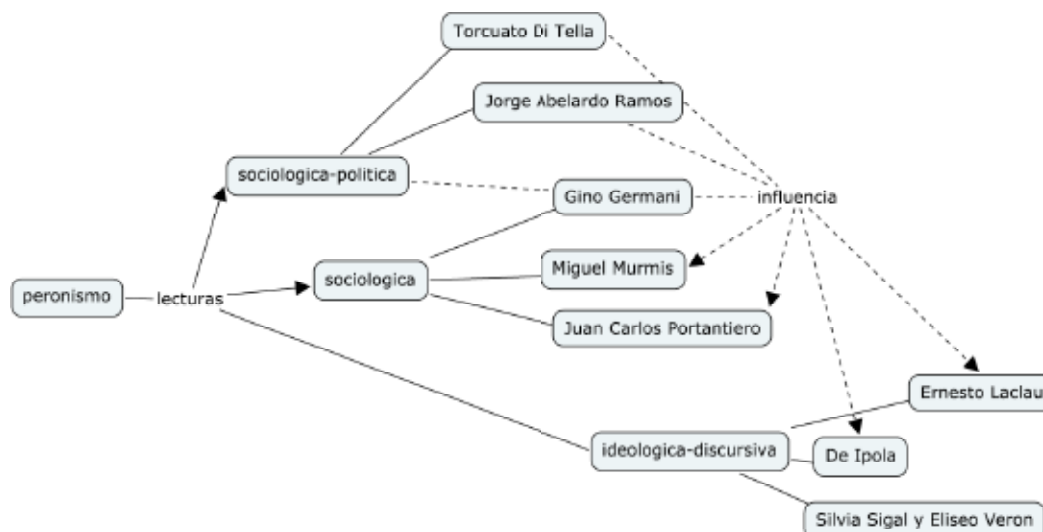 Torcuato Di Tella
Jorge Abelardo Ramos
sociologica-politica
Gino Germani
influencia
Miguel Murmis
sociologica
peronismo
lecturas
Juan Carlos Portantiero
Ernesto Laclau
ideologica-discursiva
De Ipola
Silvia Sigal y Eliseo Veron